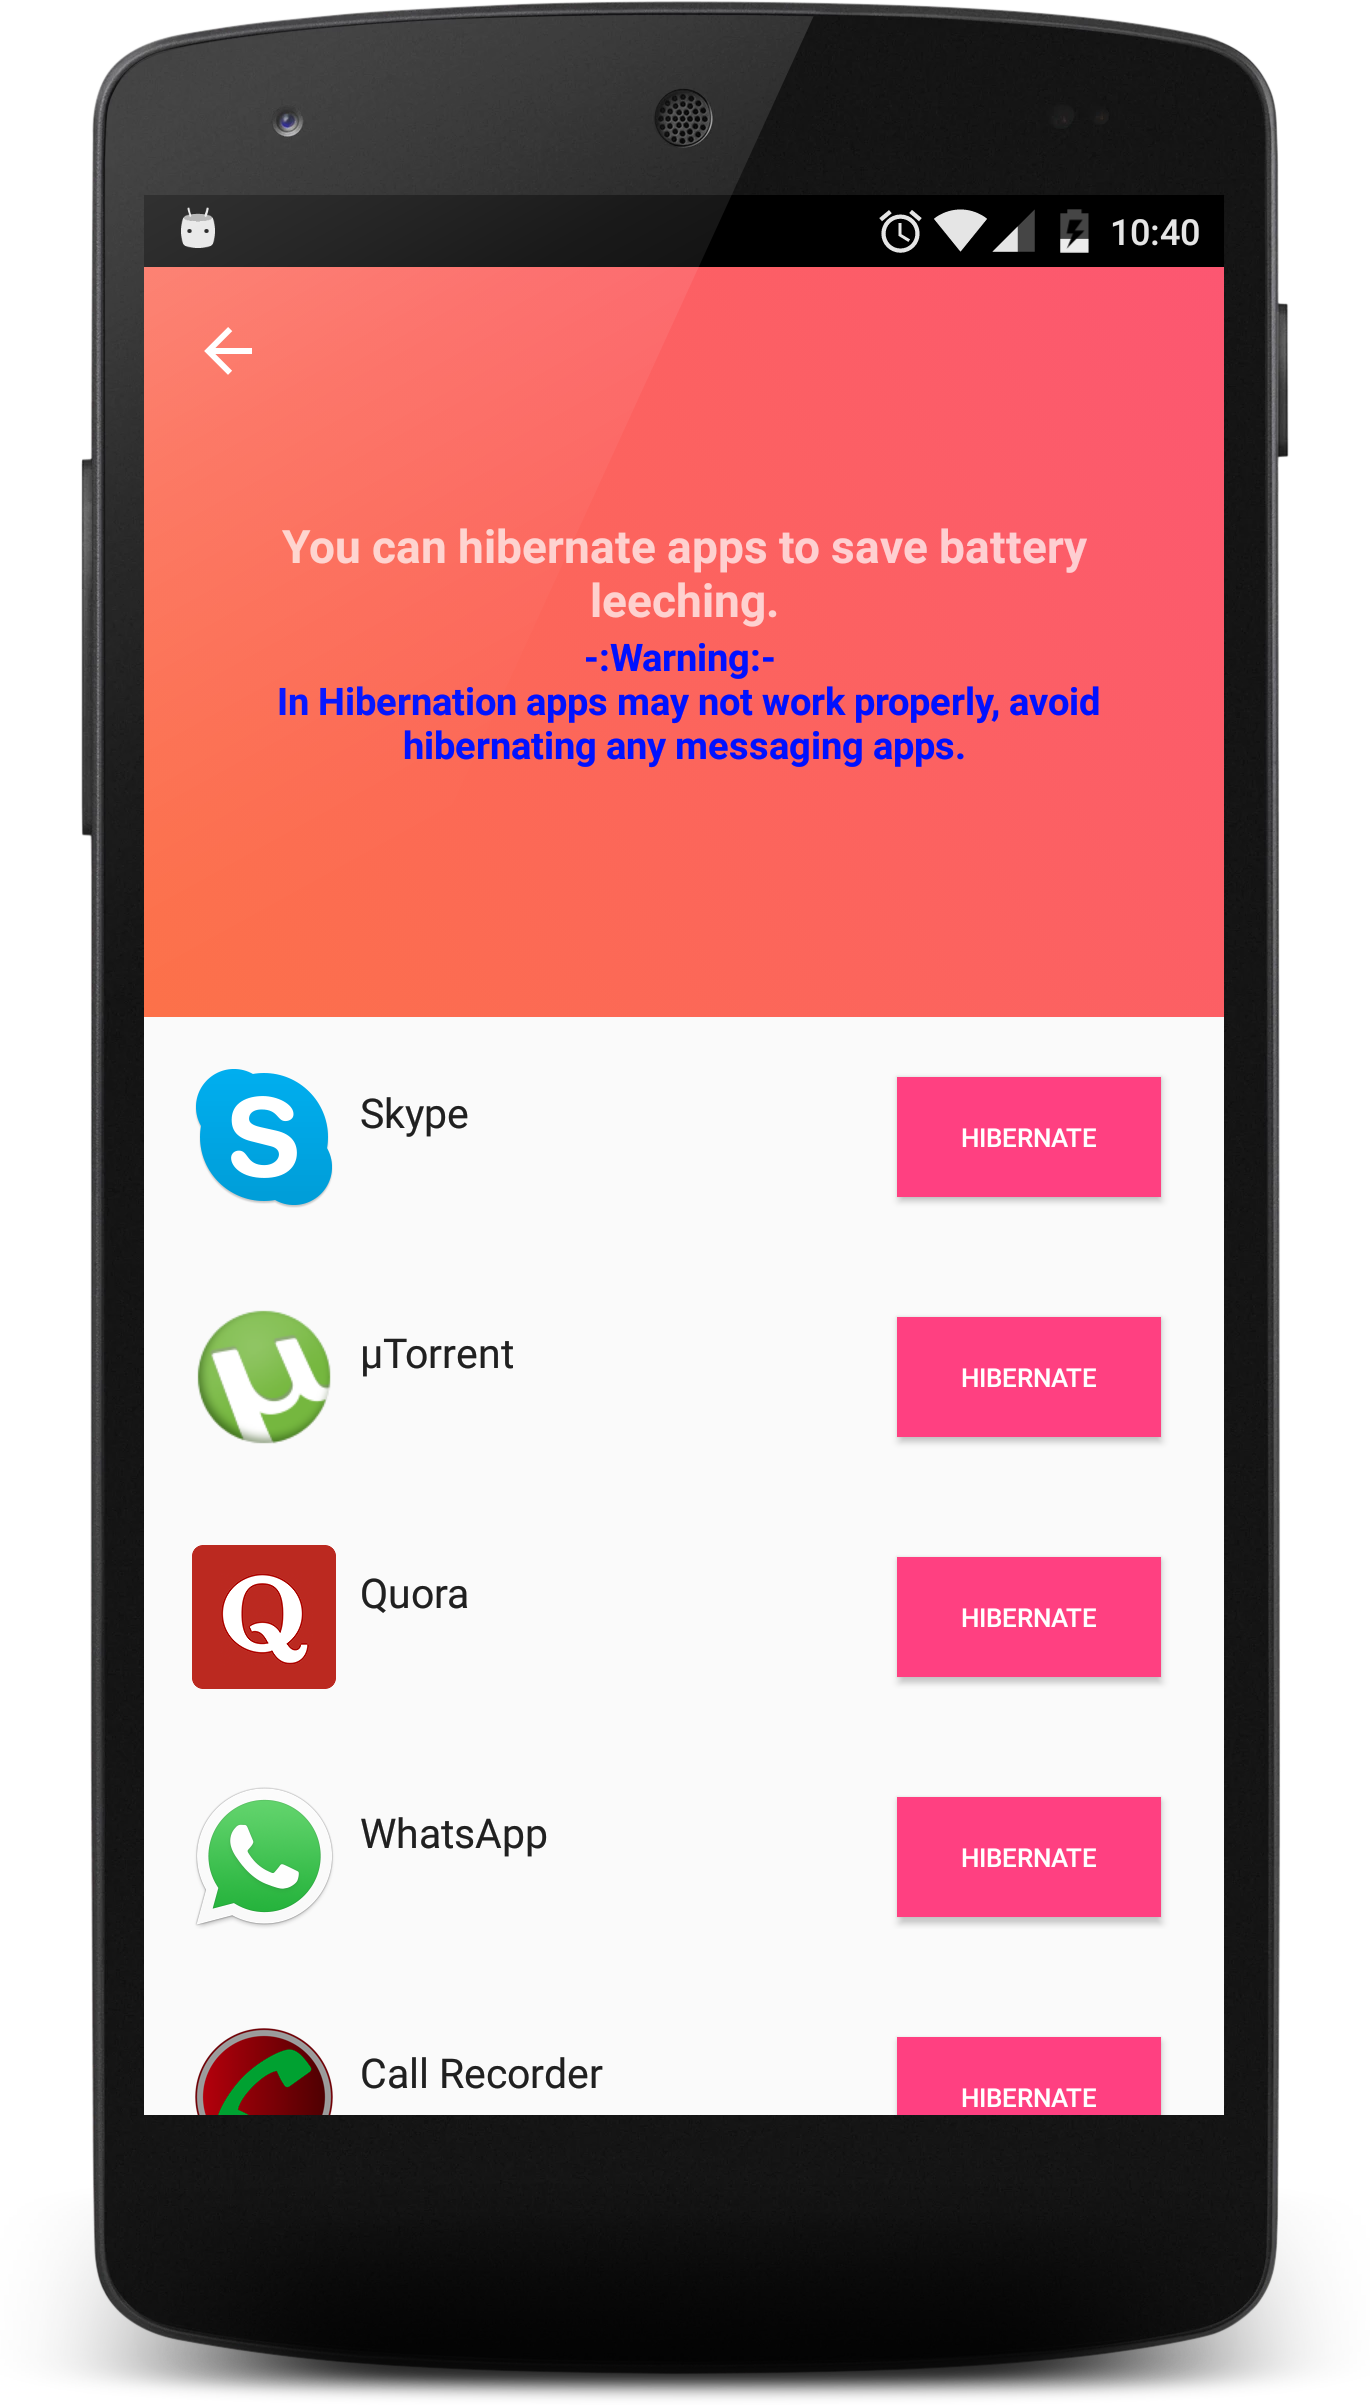 10:40
You can hibernate apps to save battery
leeching.
-:Warning:-
In Hibernation apps may not work properly, avoid
hibernating any messaging apps.
Skype
HIBERNATE
µTorrent
HIBERNATE
Quora
HIBERNATE
WhatsApp
HIBERNATE
Call Recorder
HIBERNATE